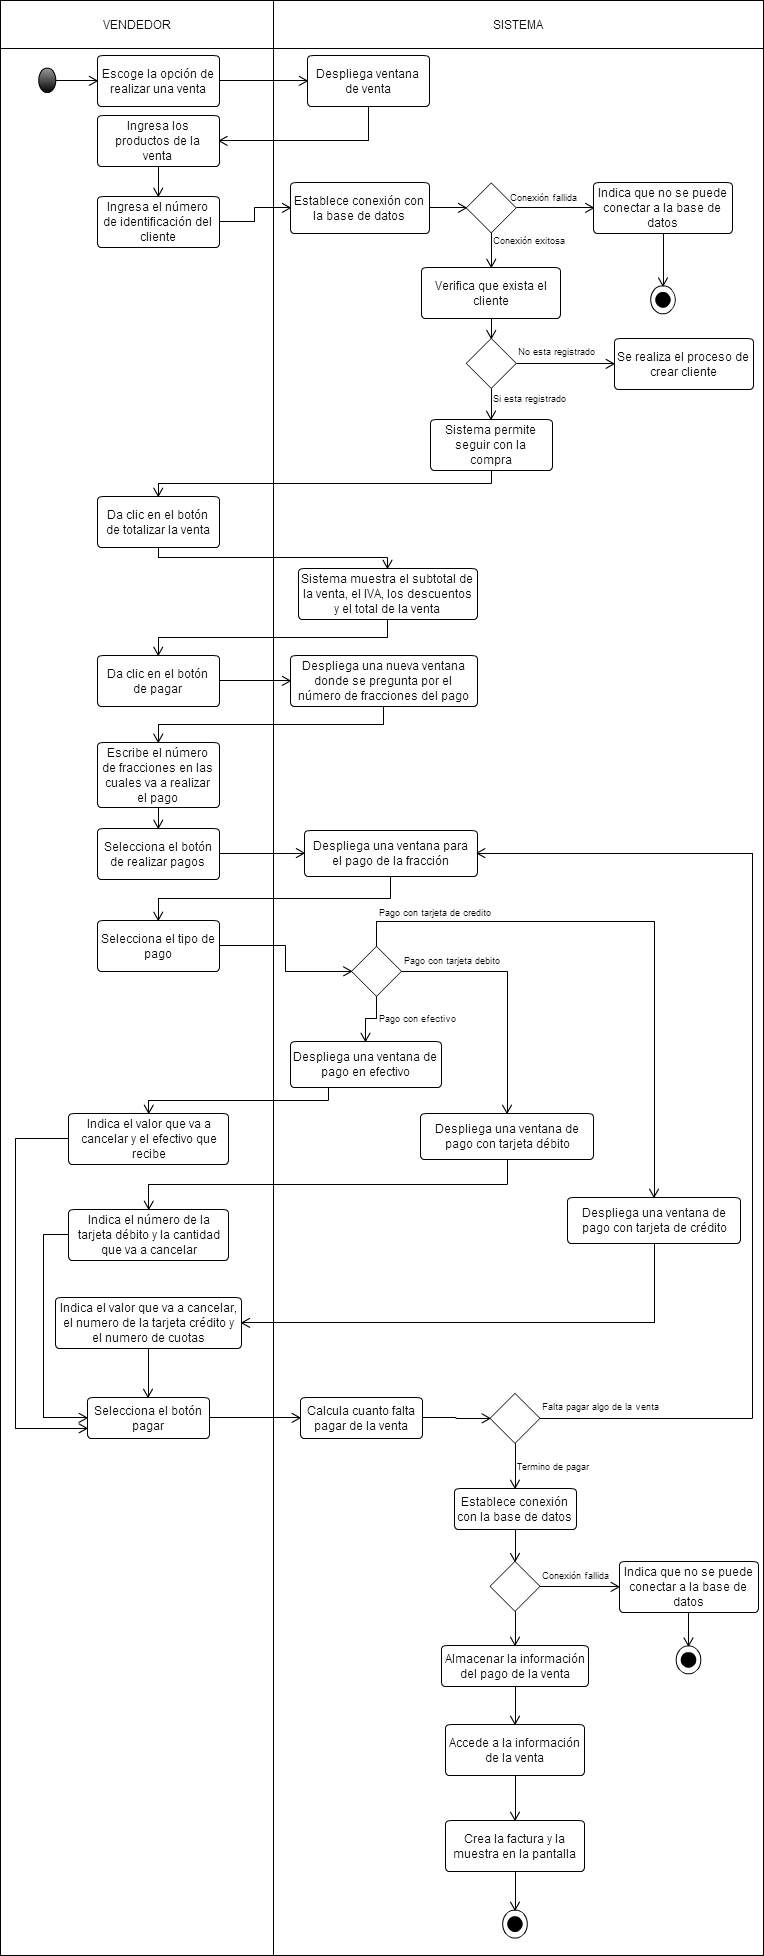 VENDEDOR
SISTEMA
Escoge la opción de
realizar una venta
Despliega ventana
de venta
Ingresa los
productos de la
venta
Ingresa el número
de identificación del
cliente
Establece conexión con
la base de datos
Conexión fallida
Indica que no se puede
conectar a la base de
datos
Conexión exitosa
Verifica que exista el
cliente
No esta registrado
Se realiza el proceso de
crear cliente
Si esta registrado
Sistema permite
seguir con la
compra
Da clic en el botón
de totalizar la venta
Sistema muestra el subtotal de
la venta, el IVA, los descuentos
y el total de la venta
Da clic en el botón
de pagar
Despliega una nueva ventana
donde se pregunta por el
número de fracciones del pago
Escribe el número
de fracciones en las
cuales va a realizar
el pago
Selecciona el botón
de realizar pagos
Despliega una ventana para
el pago de la fracción
Selecciona el tipo de
pago
Pago con tarjeta de credito
Pago con tarjeta debito
Pago con efectivo
Despliega una ventana de
pago en efectivo
Indica el valor que va a
cancelar y el efectivo que
recibe
Despliega una ventana de
pago con tarjeta débito
Indica el número de la
tarjeta débito y la cantidad
que va a cancelar
Despliega una ventana de
pago con tarjeta de crédito
Indica el valor que va a cancelar,
el numero de la tarjeta crédito y
el numero de cuotas
Selecciona el botón
pagar
Calcula cuanto falta
pagar de la venta
Falta pagar algo de la venta
Termino de pagar
Establece conexión
con la base de datos
Conexión fallida
Indica que no se puede
conectar a la base de
datos
Almacenar la información
del pago de la venta
Accede a la información
de la venta
Crea la factura y la
muestra en la pantalla